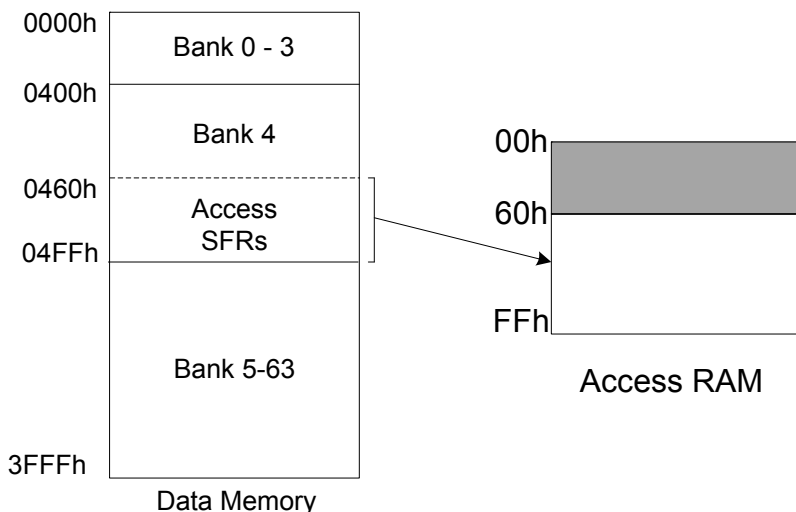 0000h
Bank 0 - 3
0400h
Bank 4
0460h
Access
SFRs
04FFh
Bank 5-63
3FFFh
Data Memory
00h
60h
FFh
Access RAM